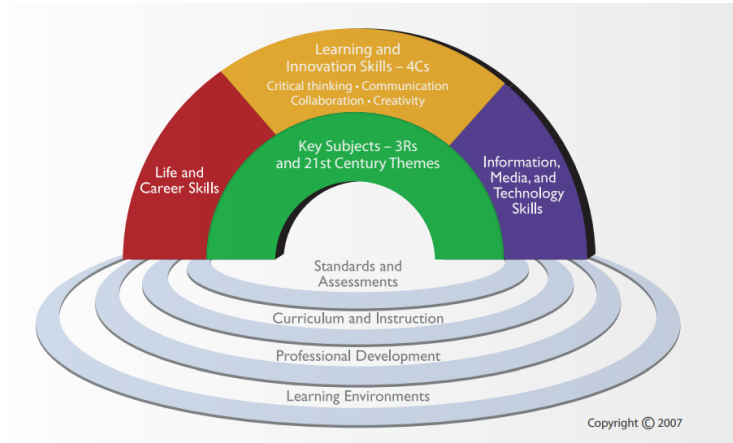 Learning and
Innovation Skills – 4Cs
Critical thinking • Communication
Collaboration • Creativity
Key Subjects – 3Rs
and 21st Century Themes
Life and
Career Skills
Information,
Media, and
Technology
Skills
Standards and
Assessments
Curriculum and Instruction
Professional Development
Learning Environments
Copyright © 2007